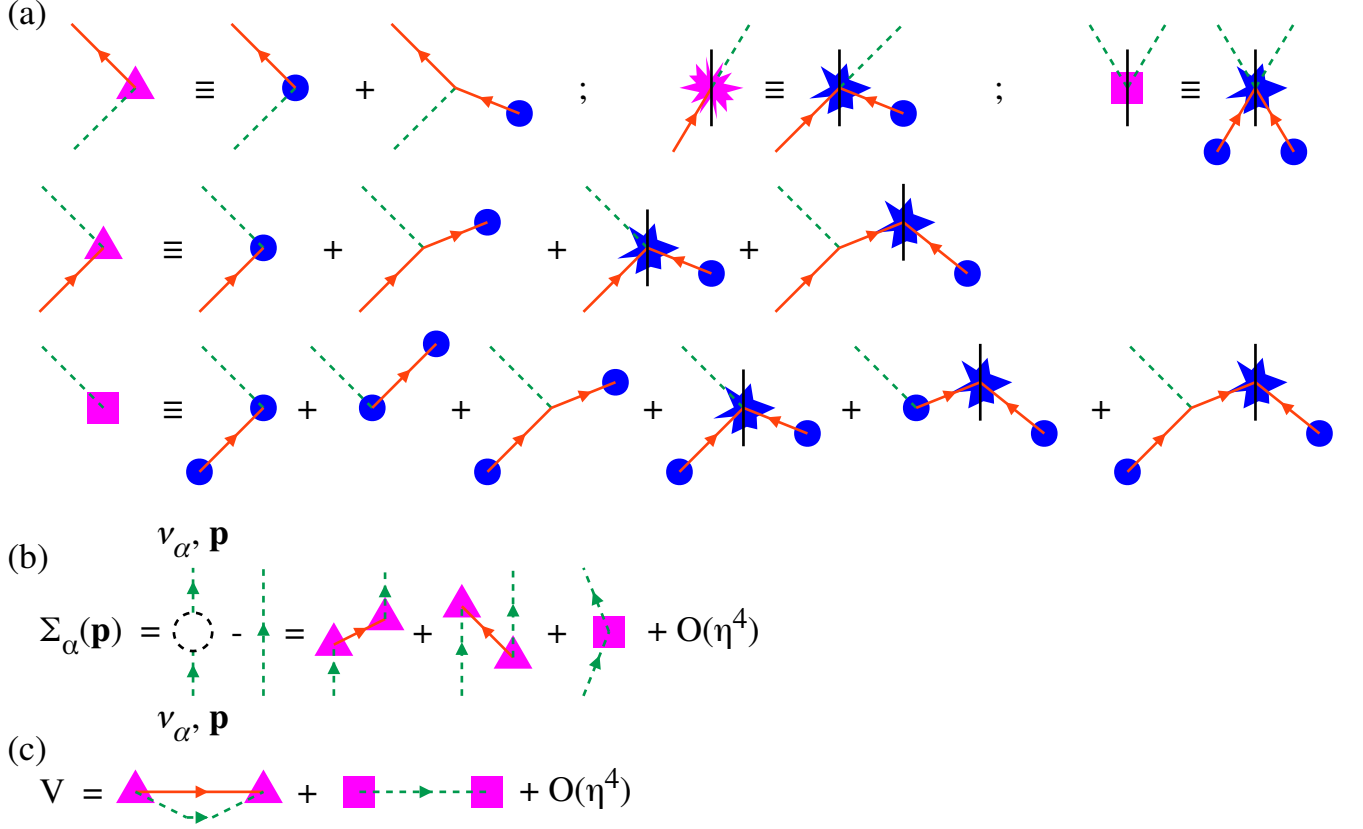 (a)
≡ + ; ≡ ; ≡
≡ + + +
≡ + + + + +
(b)
ν_α, **p**
Σ_α(**p**) = - = + + + O(η^4)
ν_α, **p**
(c)
V = + + O(η^4)